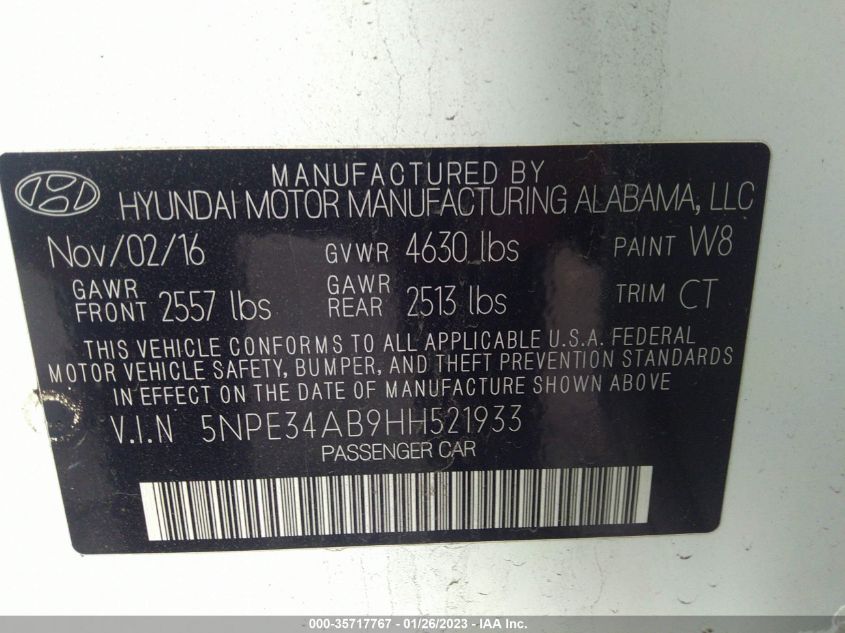 MANUFACTURED BY
HYUNDAI MOTOR MANUFACTURING ALABAMA, LLC
Nov/02/16 GVWR 4630 lbs PAINT W8
GAWR FRONT 2557 lbs GAWR REAR 2513 lbs TRIM CT
THIS VEHICLE CONFORMS TO ALL APPLICABLE U.S.A. FEDERAL
MOTOR VEHICLE SAFETY, BUMPER, AND THEFT PREVENTION STANDARDS
IN EFFECT ON THE DATE OF MANUFACTURE SHOWN ABOVE.
V.I.N 5NPE34AB9HH521933
PASSENGER CAR
000-35717767 - 01/26/2023 - IAA Inc.